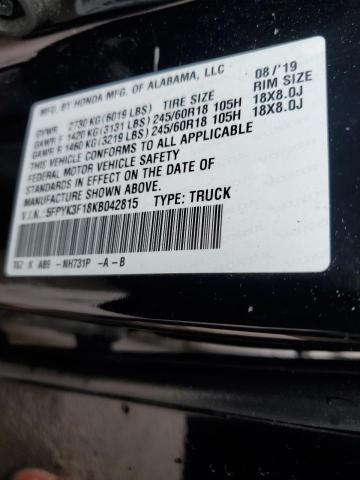 MFD. BY HONDA MFG. OF ALABAMA, LLC 08/'19
GVWR 2730 KG (6019 LBS) TIRE SIZE RIM SIZE
GAWR F 1420 KG (3131 LBS) 245/60R18 105H 18X8.0J
GAWR R 1460 KG (3219 LBS) 245/60R18 105H 18X8.0J
THIS VEHICLE CONFORMS TO ALL APPLICABLE
FEDERAL MOTOR VEHICLE SAFETY
STANDARDS IN EFFECT ON THE DATE OF
MANUFACTURE SHOWN ABOVE.
V.I.N.: 5FPYK3F18KB042815 TYPE: TRUCK
T6Z K AB9 -NH731P -A -B